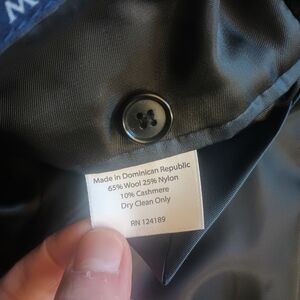 Made in Dominican Republic
65% Wool 25% Nylon
10% Cashmere
Dry Clean Only
RN 124189